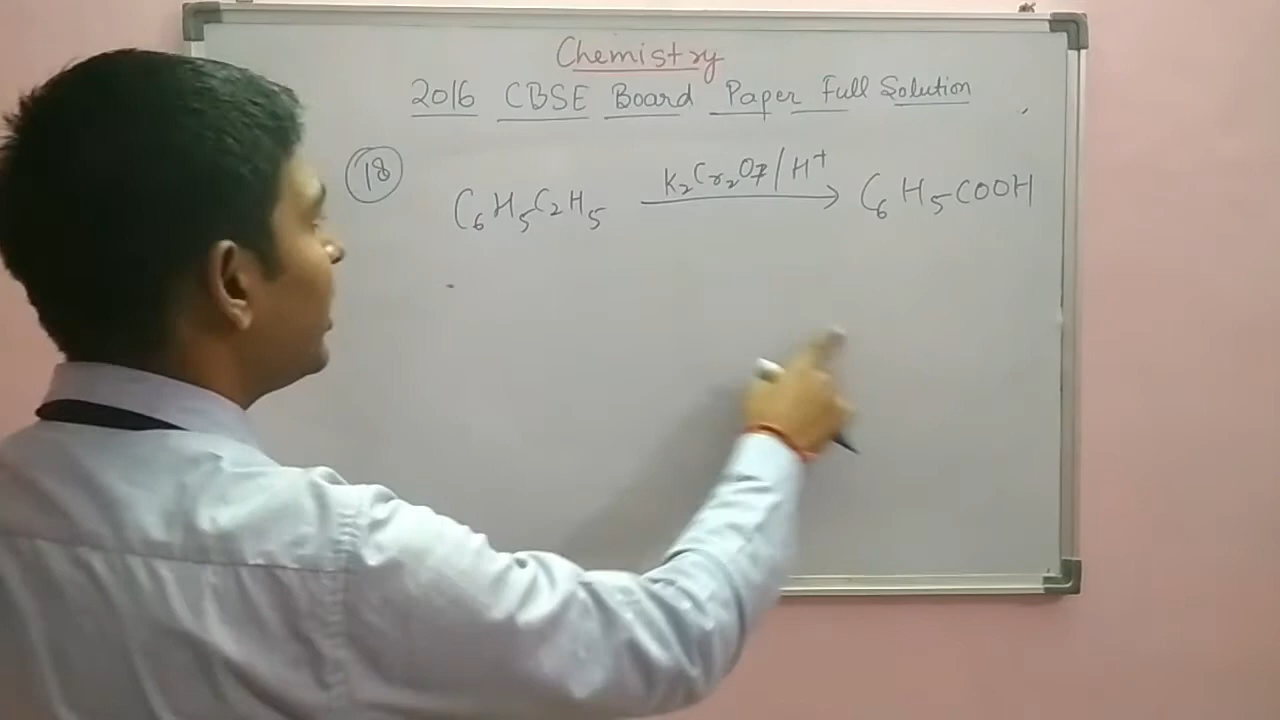 Chemistry
2016 CBSE Board Paper Full Solution
18 C6H5C2H5 K2Cr2O7/H+ → C6H5COOH